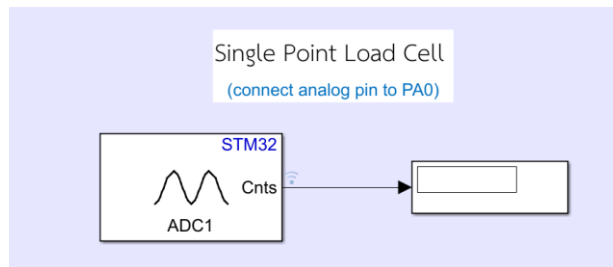 Single Point Load Cell
(connect analog pin to PA0)
STM32
Cnts
ADC1